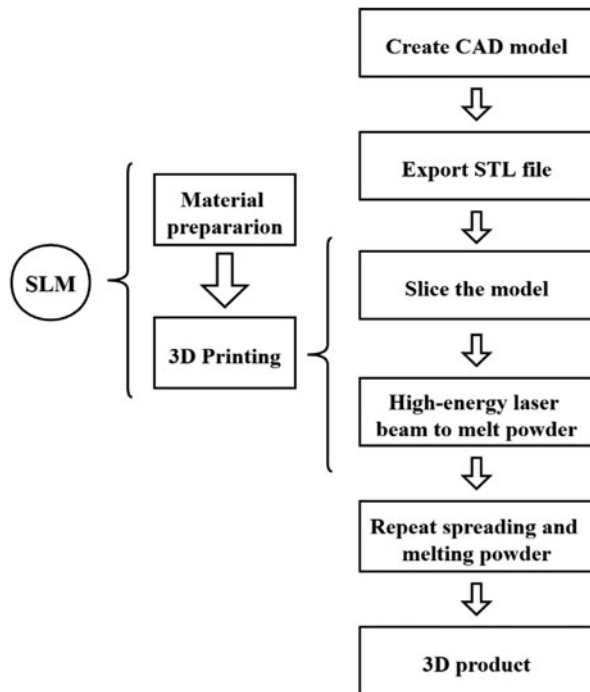 SLM
Material
prepararion
3D Printing
Create CAD model
Export STL file
Slice the model
High-energy laser
beam to melt powder
Repeat spreading and
melting powder
3D product